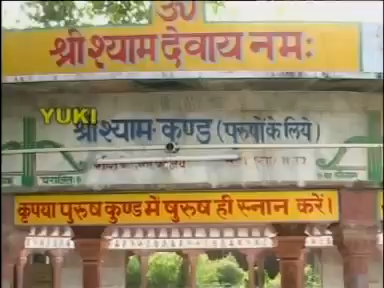 ॐ
श्री श्याम देवाय नमः
YUKI
श्री श्याम-कुण्ड (पुरूषों के लिये)
कृपया पुरूष कुण्ड में पुरूष ही स्नान करें।